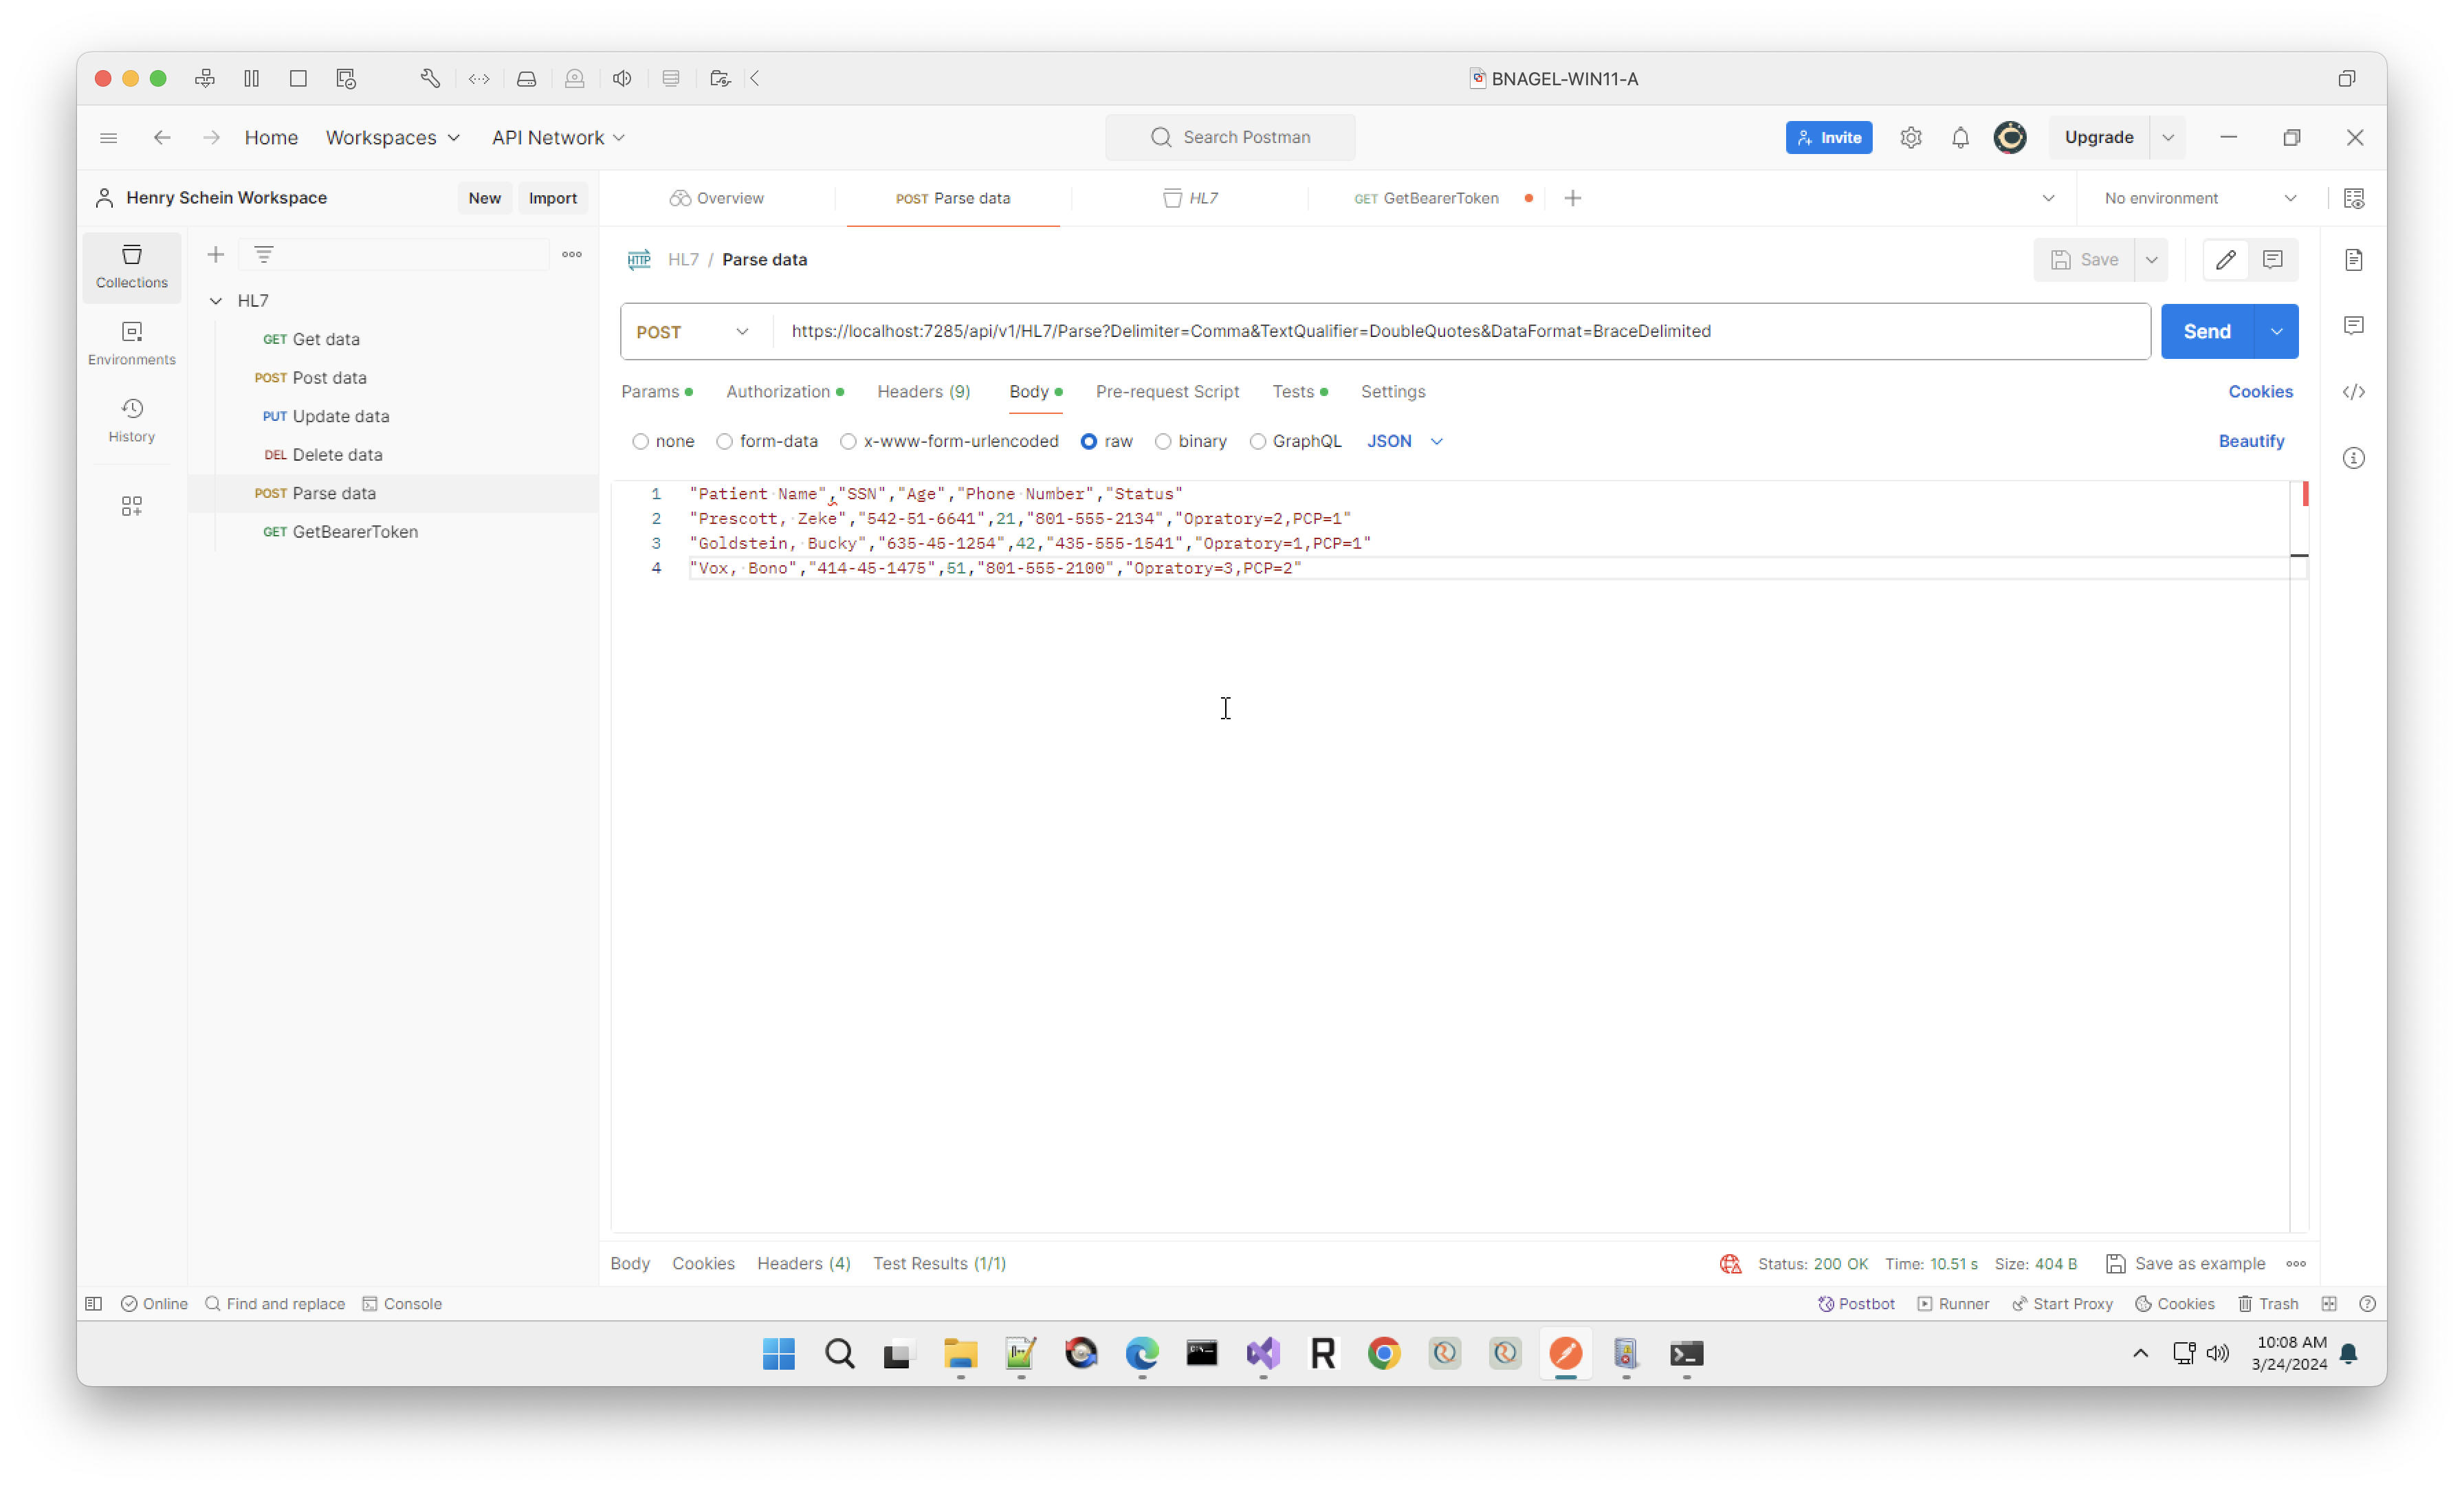 BNAGEL-WIN11-A
Home
Workspaces
API Network
Search Postman
Invite
Upgrade
Henry Schein Workspace
New
Import
Overview
POST Parse data
HL7
GET GetBearerToken
No environment
Collections
Environments
History
HL7
GET Get data
POST Post data
PUT Update data
DEL Delete data
POST Parse data
GET GetBearerToken
HTTP HL7 / Parse data
Save
POST
https://localhost:7285/api/v1/HL7/Parse?Delimiter=Comma&TextQualifier=DoubleQuotes&DataFormat=BraceDelimited
Send
Params
Authorization
Headers (9)
Body
Pre-request Script
Tests
Settings
Cookies
none
form-data
x-www-form-urlencoded
raw
binary
GraphQL
JSON
Beautify
1 "Patient Name","SSN","Age","Phone Number","Status"
2 "Prescott, Zeke","542-51-6641",21,"801-555-2134","Opratory=2,PCP=1"
3 "Goldstein, Bucky","635-45-1254",42,"435-555-1541","Opratory=1,PCP=1"
4 "Vox, Bono","414-45-1475",51,"801-555-2100","Opratory=3,PCP=2"
Body
Cookies
Headers (4)
Test Results (1/1)
Status: 200 OK
Time: 10.51 s
Size: 404 B
Save as example
Online
Find and replace
Console
Postbot
Runner
Start Proxy
Cookies
Trash
R
10:08 AM
3/24/2024